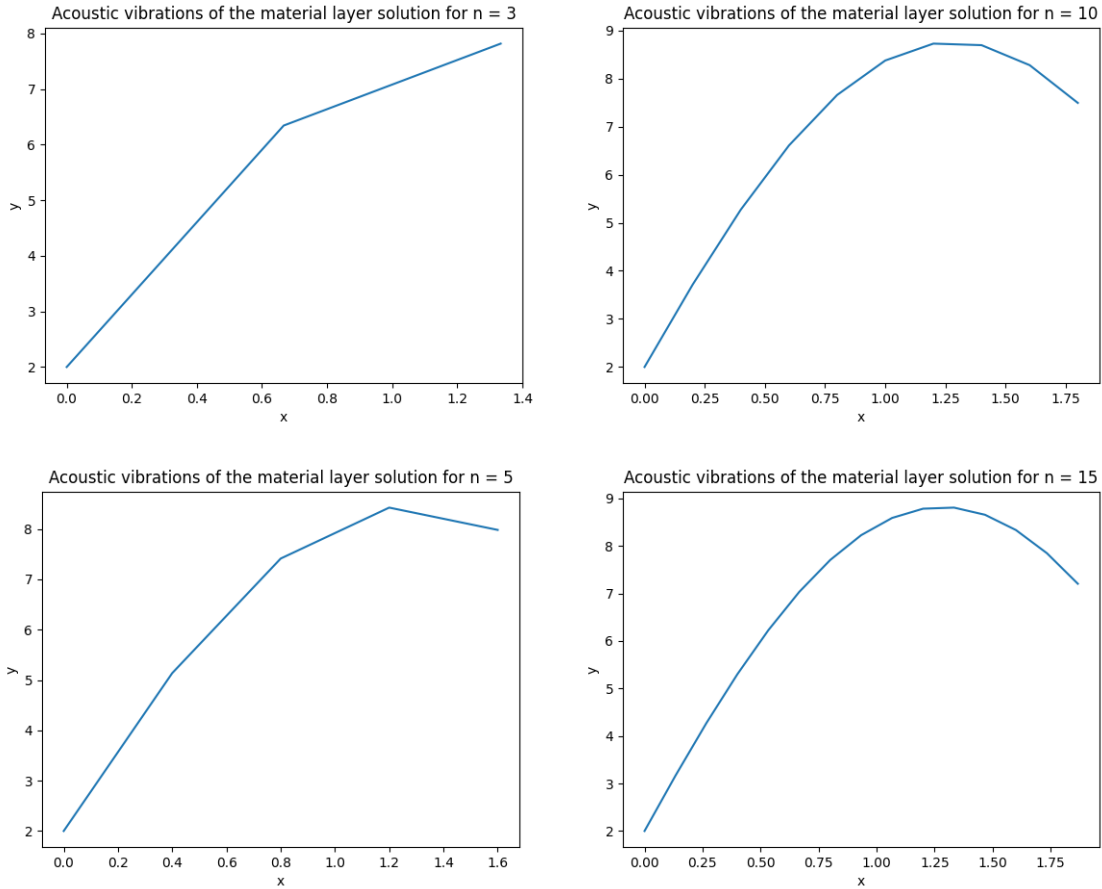 Acoustic vibrations of the material layer solution for n = 3
8
7
6
5
4
3
2
y
0.0 0.2 0.4 0.6 0.8 1.0 1.2 1.4
x
Acoustic vibrations of the material layer solution for n = 10
9
8
7
6
5
4
3
2
y
0.00 0.25 0.50 0.75 1.00 1.25 1.50 1.75
x
Acoustic vibrations of the material layer solution for n = 5
8
7
6
5
4
3
2
y
0.0 0.2 0.4 0.6 0.8 1.0 1.2 1.4 1.6
x
Acoustic vibrations of the material layer solution for n = 15
9
8
7
6
5
4
3
2
y
0.00 0.25 0.50 0.75 1.00 1.25 1.50 1.75
x